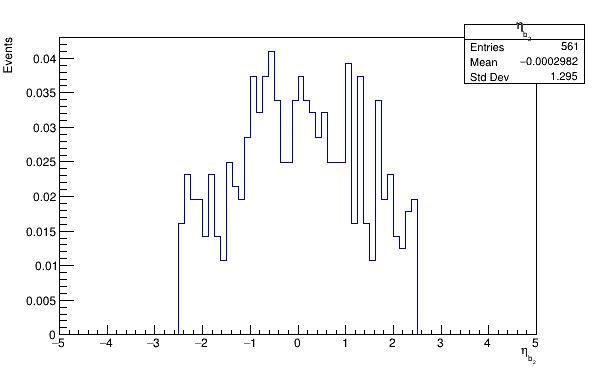 η_b₂
Entries 561
Mean −0.0002982
Std Dev 1.295
Events
0.04
0.035
0.03
0.025
0.02
0.015
0.01
0.005
0
−5 −4 −3 −2 −1 0 1 2 3 4 5
η_b₂